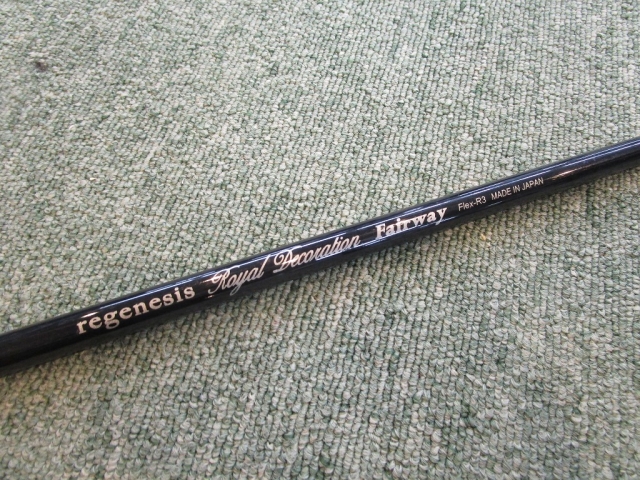 regenesis Royal Decoration Fairway Flex-R3 MADE IN JAPAN